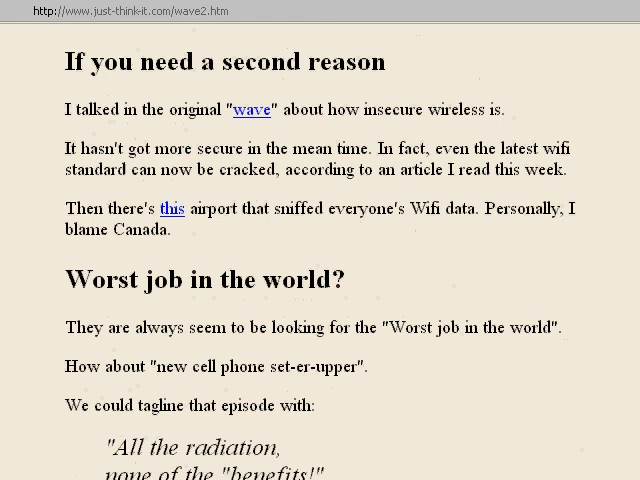 http://www.just-think-it.com/wave2.htm
If you need a second reason
I talked in the original "wave" about how insecure wireless is.
It hasn't got more secure in the mean time. In fact, even the latest wifi
standard can now be cracked, according to an article I read this week.
Then there's this airport that sniffed everyone's Wifi data. Personally, I
blame Canada.
Worst job in the world?
They are always seem to be looking for the "Worst job in the world".
How about "new cell phone set-er-upper".
We could tagline that episode with:
"All the radiation,
none of the "benefits!"